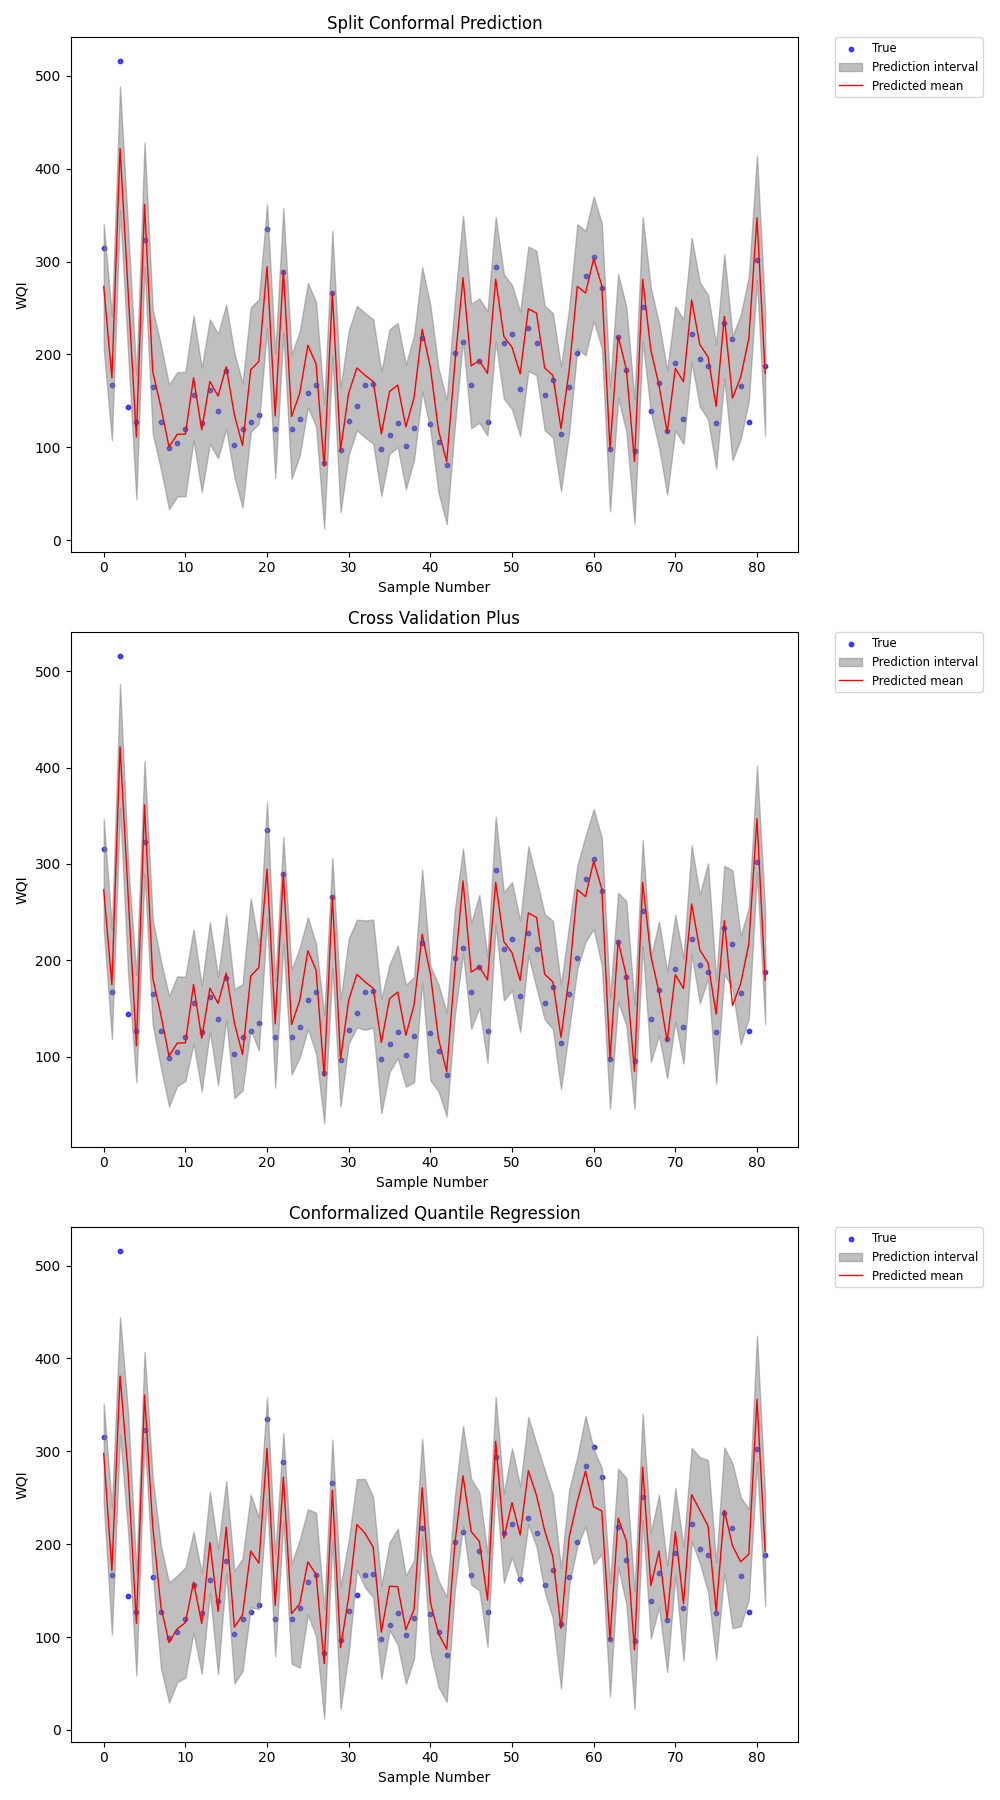 Split Conformal Prediction
True
Prediction interval
Predicted mean
WQI
500
400
300
200
100
0
0 10 20 30 40 50 60 70 80
Sample Number
Cross Validation Plus
True
Prediction interval
Predicted mean
WQI
500
400
300
200
100
0 10 20 30 40 50 60 70 80
Sample Number
Conformalized Quantile Regression
True
Prediction interval
Predicted mean
WQI
500
400
300
200
100
0
0 10 20 30 40 50 60 70 80
Sample Number